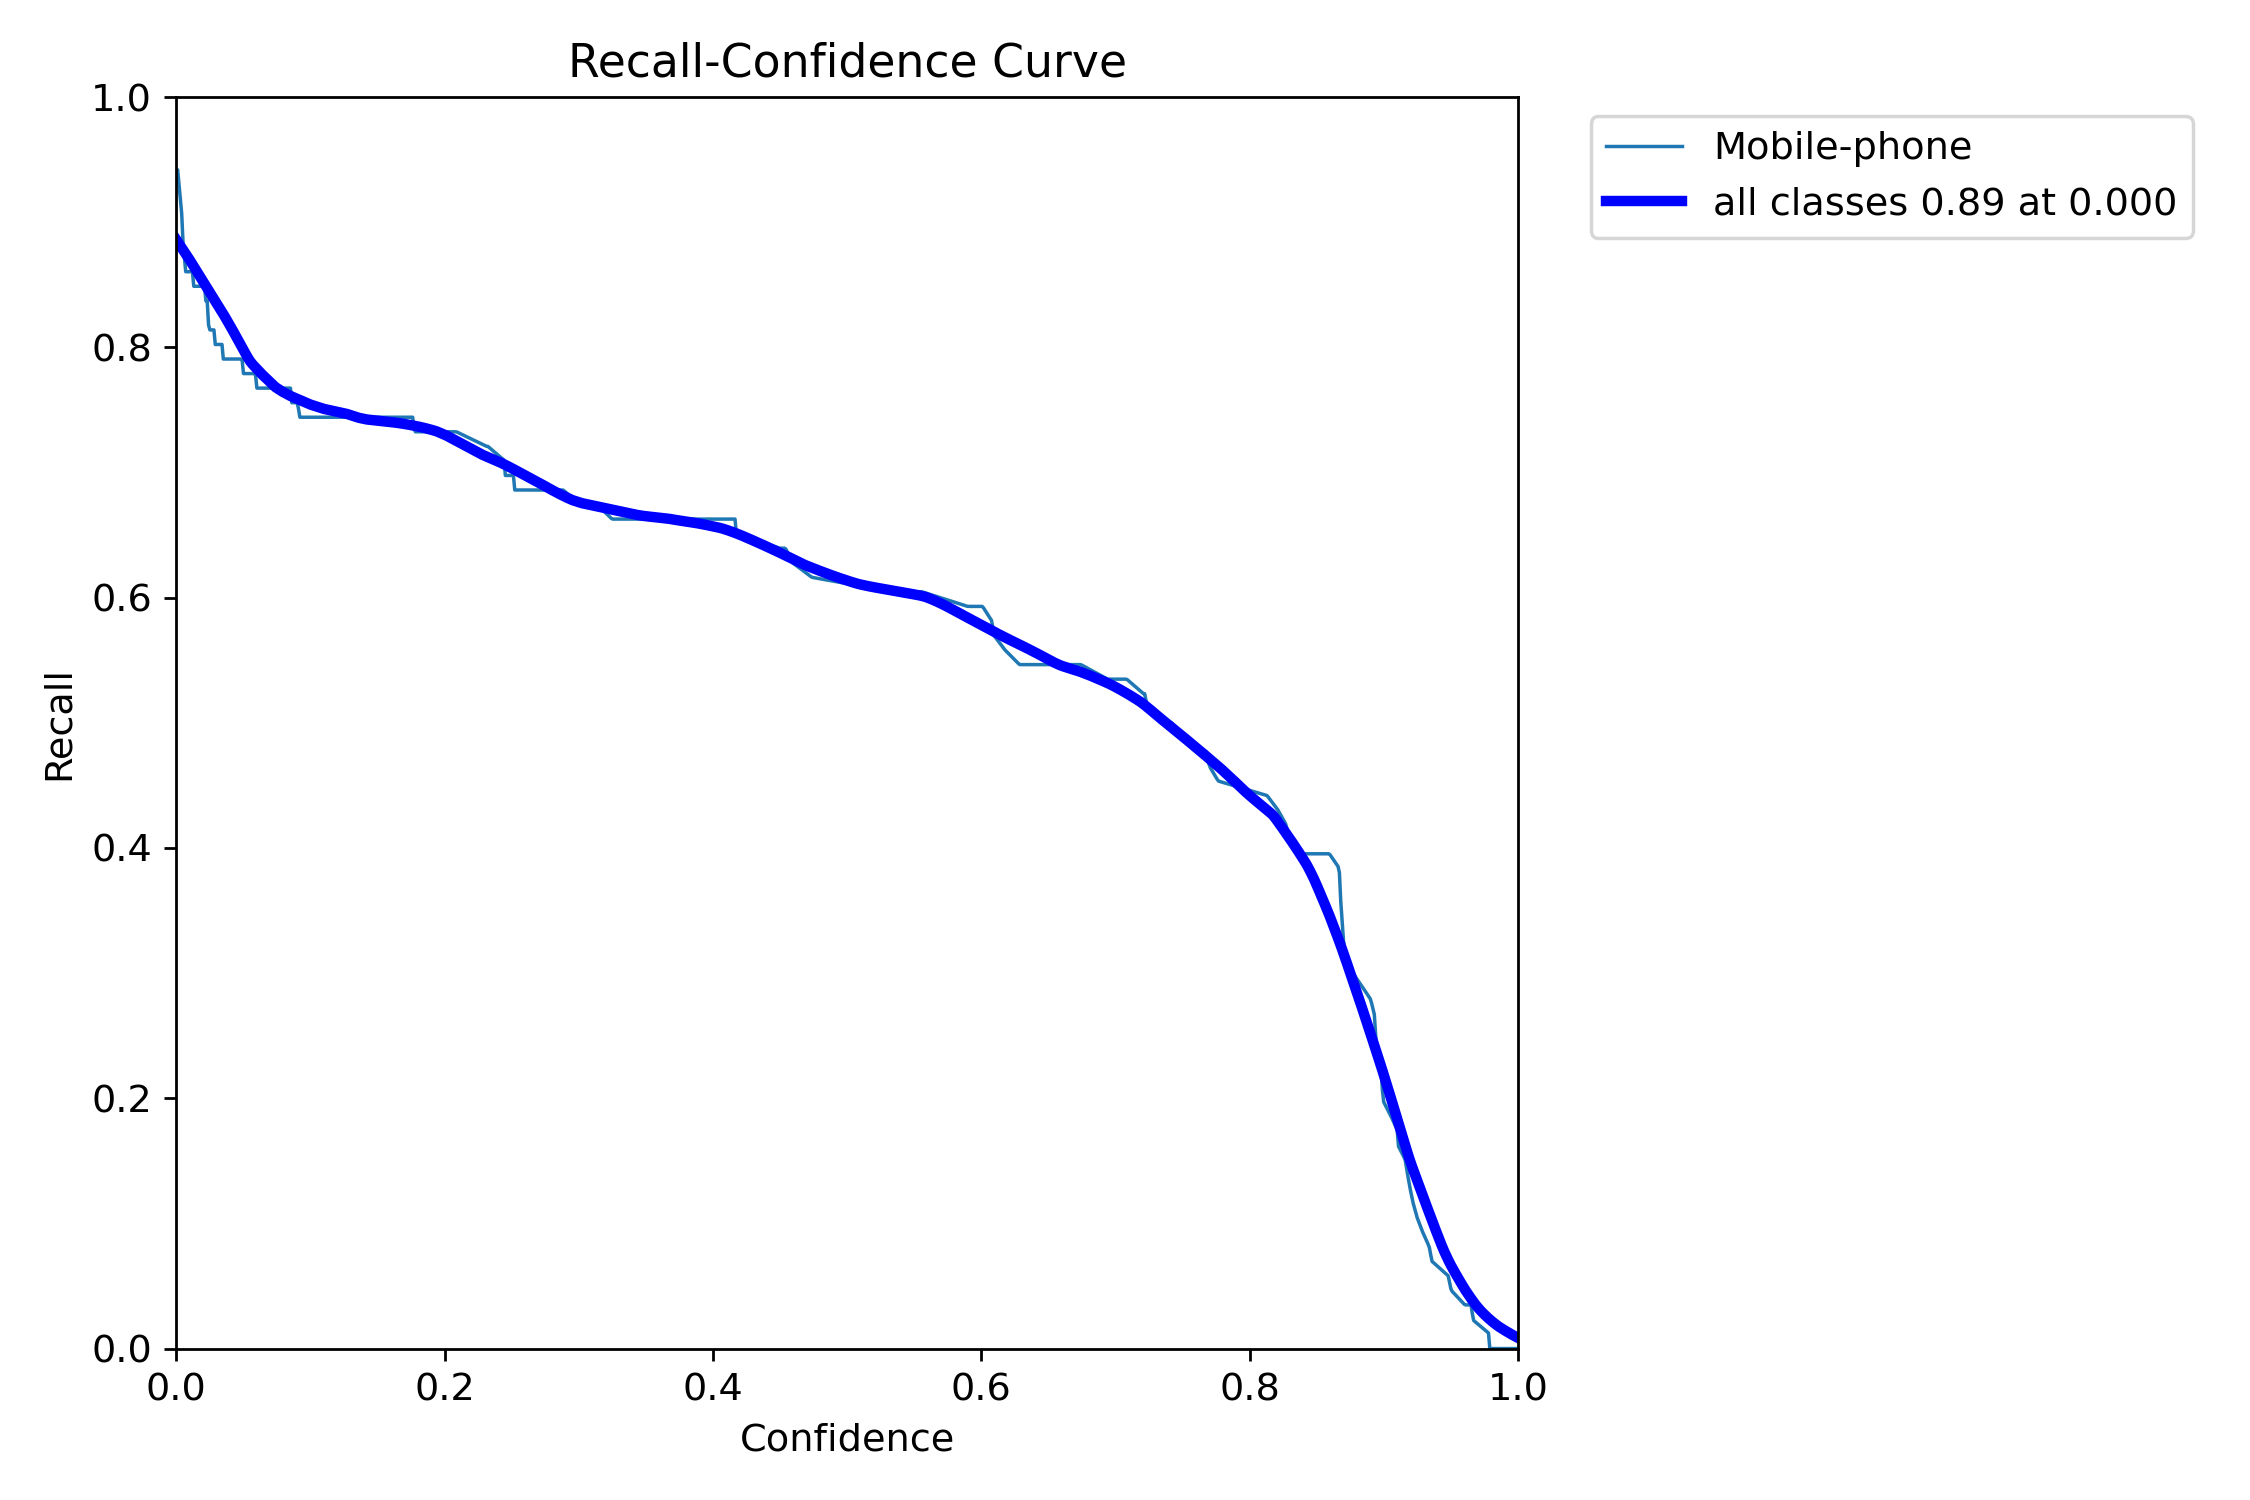 Recall-Confidence Curve
1.0
0.8
0.6
0.4
0.2
0.0
Recall
0.0 0.2 0.4 0.6 0.8 1.0
Confidence
Mobile-phone
all classes 0.89 at 0.000